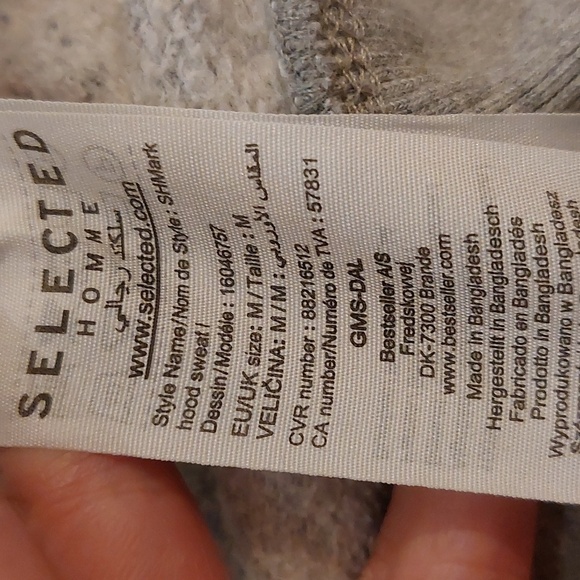 SELECTED
HOMME
سلكتد رجالي
www.selected.com
Style Name/Nom de Style: SHMark
hood sweat /
Dessin/Modèle : 16046757
EU/UK size: M / Taille : M
VELIČINA: M / M : المقاس الأوروبي
CVR number : 88216512
CA number/Numéro de TVA : 57831
GMS-DAL
Bestseller A/S
Fredskowej
DK-7300 Brande
www.bestseller.com
Made in Bangladesh
Hergestellt in Bangladesch
Fabricado en Bangladés
Prodotto in Bangladesh
Wyprodukowano w Bangladesz